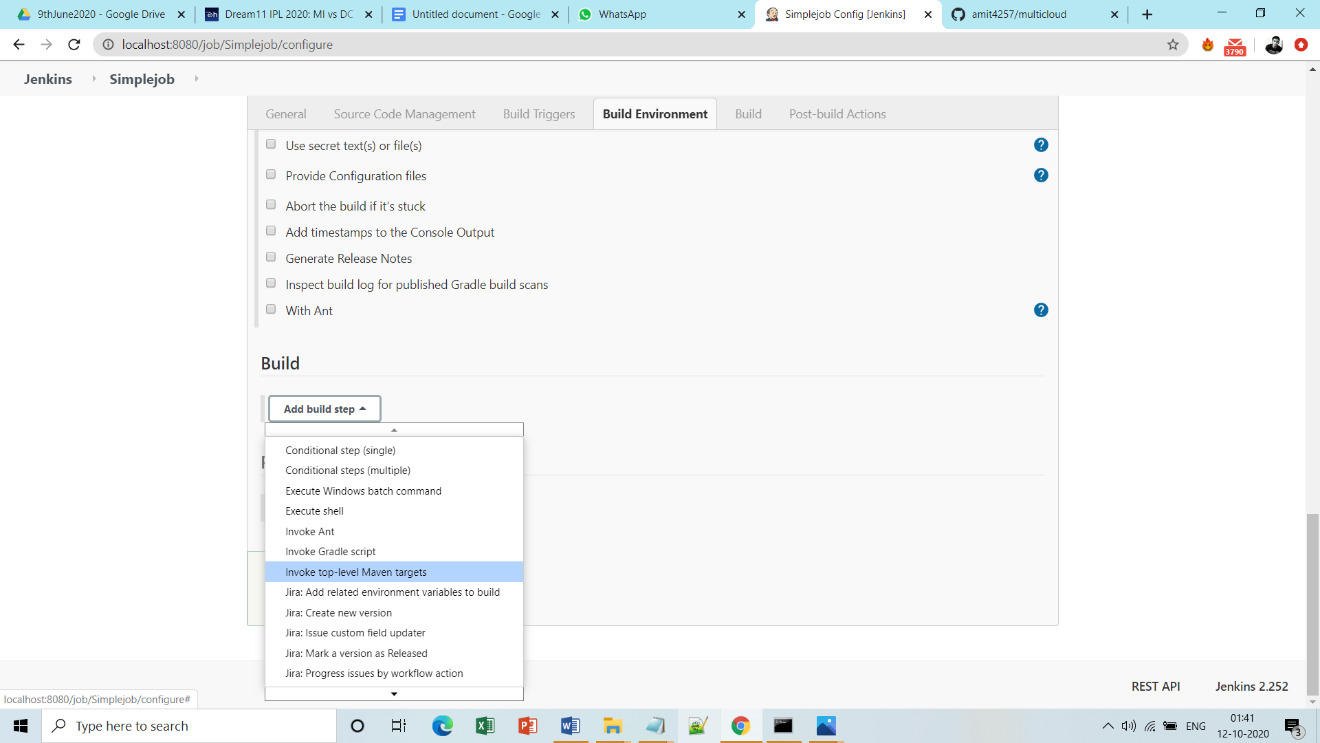 9thJune2020 - Google Drive
Dream11 IPL 2020: MI vs DC
Untitled document - Google
WhatsApp
Simplejob Config [Jenkins]
amit4257/multicloud
localhost:8080/job/Simplejob/configure
3790
Jenkins
Simplejob
General
Source Code Management
Build Triggers
Build Environment
Build
Post-build Actions
Use secret text(s) or file(s)
Provide Configuration files
Abort the build if it's stuck
Add timestamps to the Console Output
Generate Release Notes
Inspect build log for published Gradle build scans
With Ant
Build
Add build step
Conditional step (single)
Conditional steps (multiple)
Execute Windows batch command
Execute shell
Invoke Ant
Invoke Gradle script
Invoke top-level Maven targets
Jira: Add related environment variables to build
Jira: Create new version
Jira: Issue custom field updater
Jira: Mark a version as Released
Jira: Progress issues by workflow action
REST API
Jenkins 2.252
localhost:8080/job/Simplejob/configure#
Type here to search
ENG
01:41
12-10-2020
3